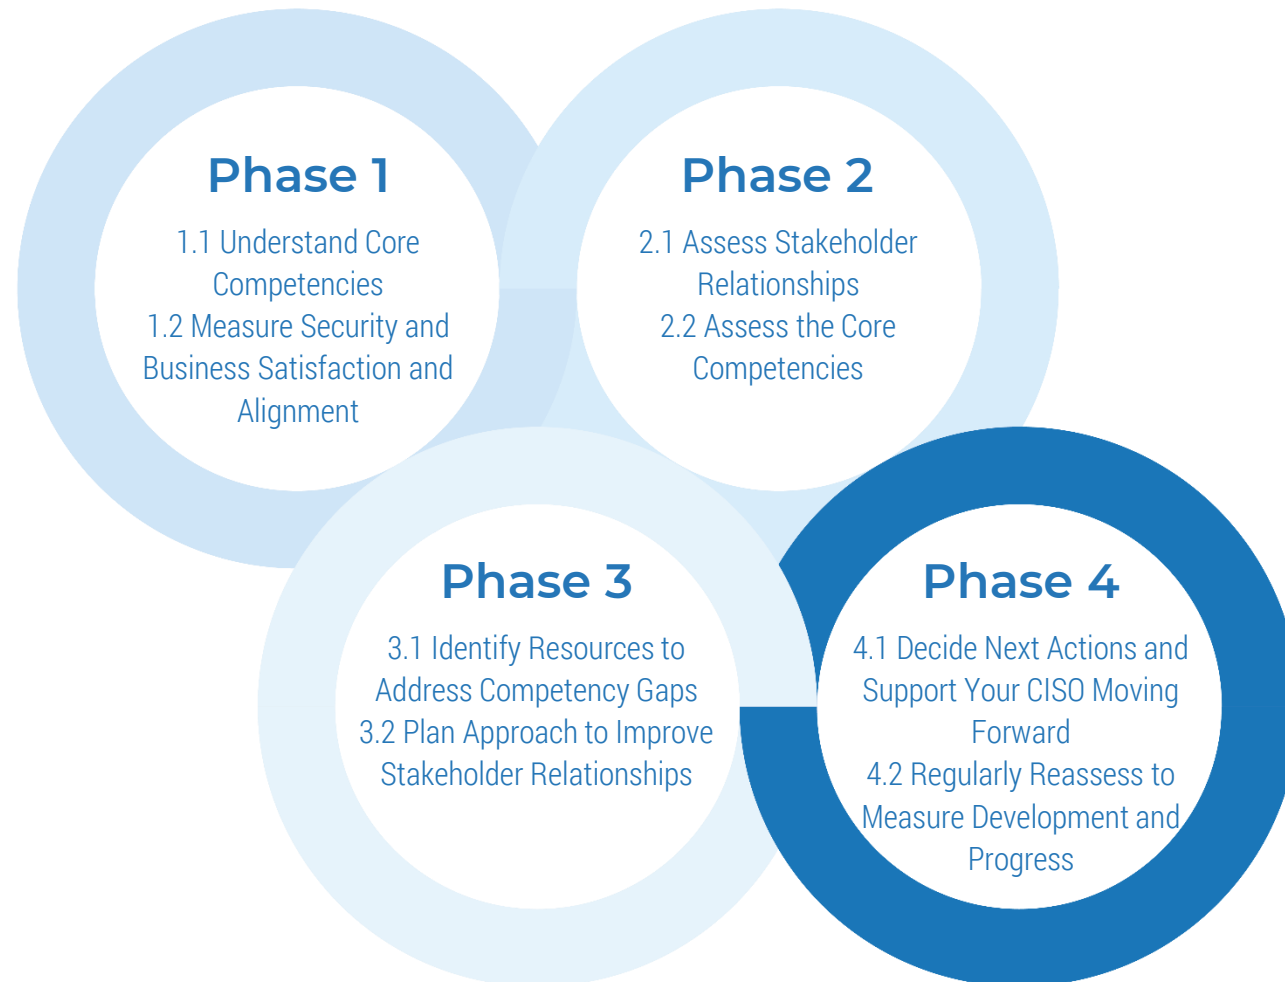 Phase 1
1.1 Understand Core
Competencies
1.2 Measure Security and
Business Satisfaction and
Alignment
Phase 2
2.1 Assess Stakeholder
Relationships
2.2 Assess the Core
Competencies
Phase 3
3.1 Identify Resources to
Address Competency Gaps
3.2 Plan Approach to Improve
Stakeholder Relationships
Phase 4
4.1 Decide Next Actions and
Support Your CISO Moving
Forward
4.2 Regularly Reassess to
Measure Development and
Progress